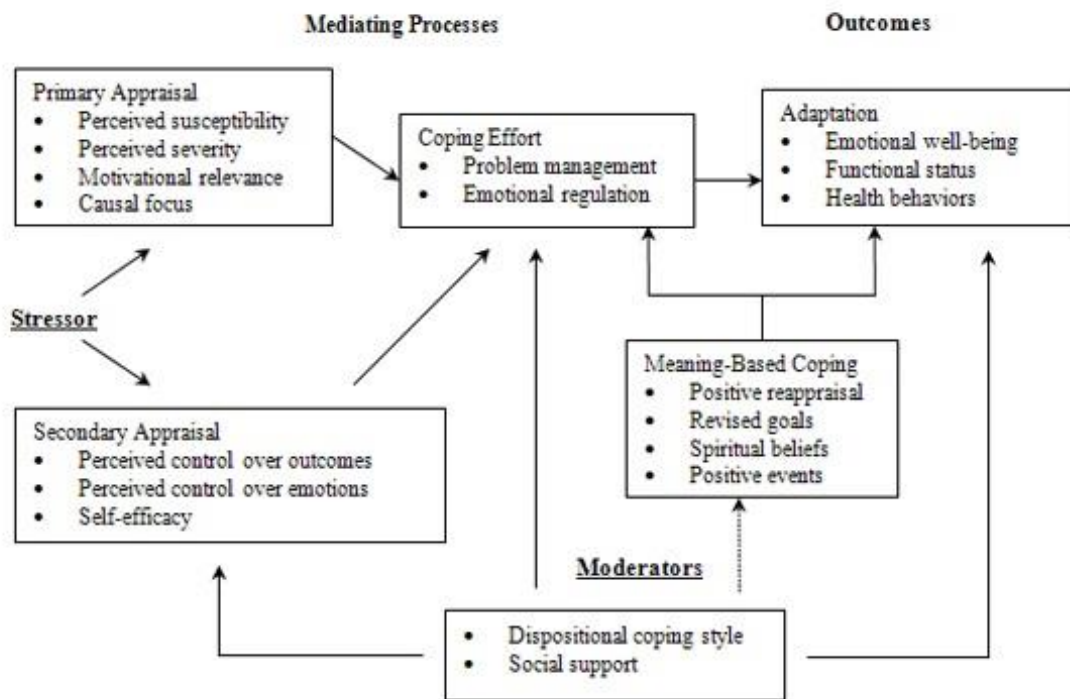 Mediating Processes
Outcomes
Primary Appraisal
• Perceived susceptibility
• Perceived severity
• Motivational relevance
• Causal focus
Coping Effort
• Problem management
• Emotional regulation
Adaptation
• Emotional well-being
• Functional status
• Health behaviors
Stressor
Meaning-Based Coping
• Positive reappraisal
• Revised goals
• Spiritual beliefs
• Positive events
Secondary Appraisal
• Perceived control over outcomes
• Perceived control over emotions
• Self-efficacy
Moderators
• Dispositional coping style
• Social support